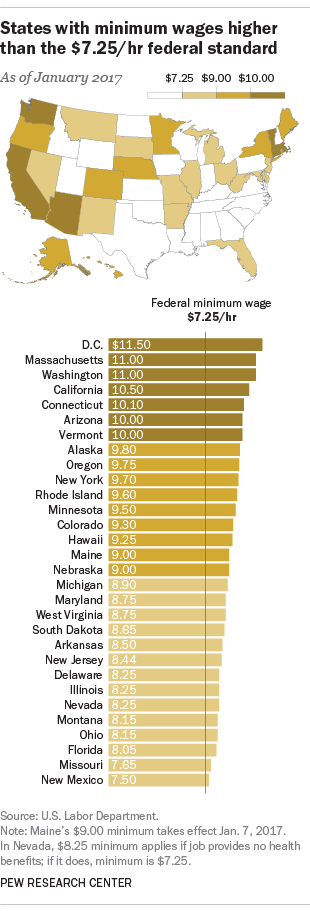 States with minimum wages higher
than the $7.25/hr federal standard
As of January 2017
$7.25 $9.00 $10.00
Federal minimum wage
$7.25/hr
D.C. $11.50
Massachusetts 11.00
Washington 11.00
California 10.50
Connecticut 10.10
Arizona 10.00
Vermont 10.00
Alaska 9.80
Oregon 9.75
New York 9.70
Rhode Island 9.60
Minnesota 9.50
Colorado 9.30
Hawaii 9.25
Maine 9.00
Nebraska 9.00
Michigan 8.90
Maryland 8.75
West Virginia 8.75
South Dakota 8.65
Arkansas 8.50
New Jersey 8.44
Delaware 8.25
Illinois 8.25
Nevada 8.25
Montana 8.15
Ohio 8.15
Florida 8.05
Missouri 7.65
New Mexico 7.50
Source: U.S. Labor Department.
Note: Maine's $9.00 minimum takes effect Jan. 7, 2017.
In Nevada, $8.25 minimum applies if job provides no health
benefits; if it does, minimum is $7.25.
PEW RESEARCH CENTER